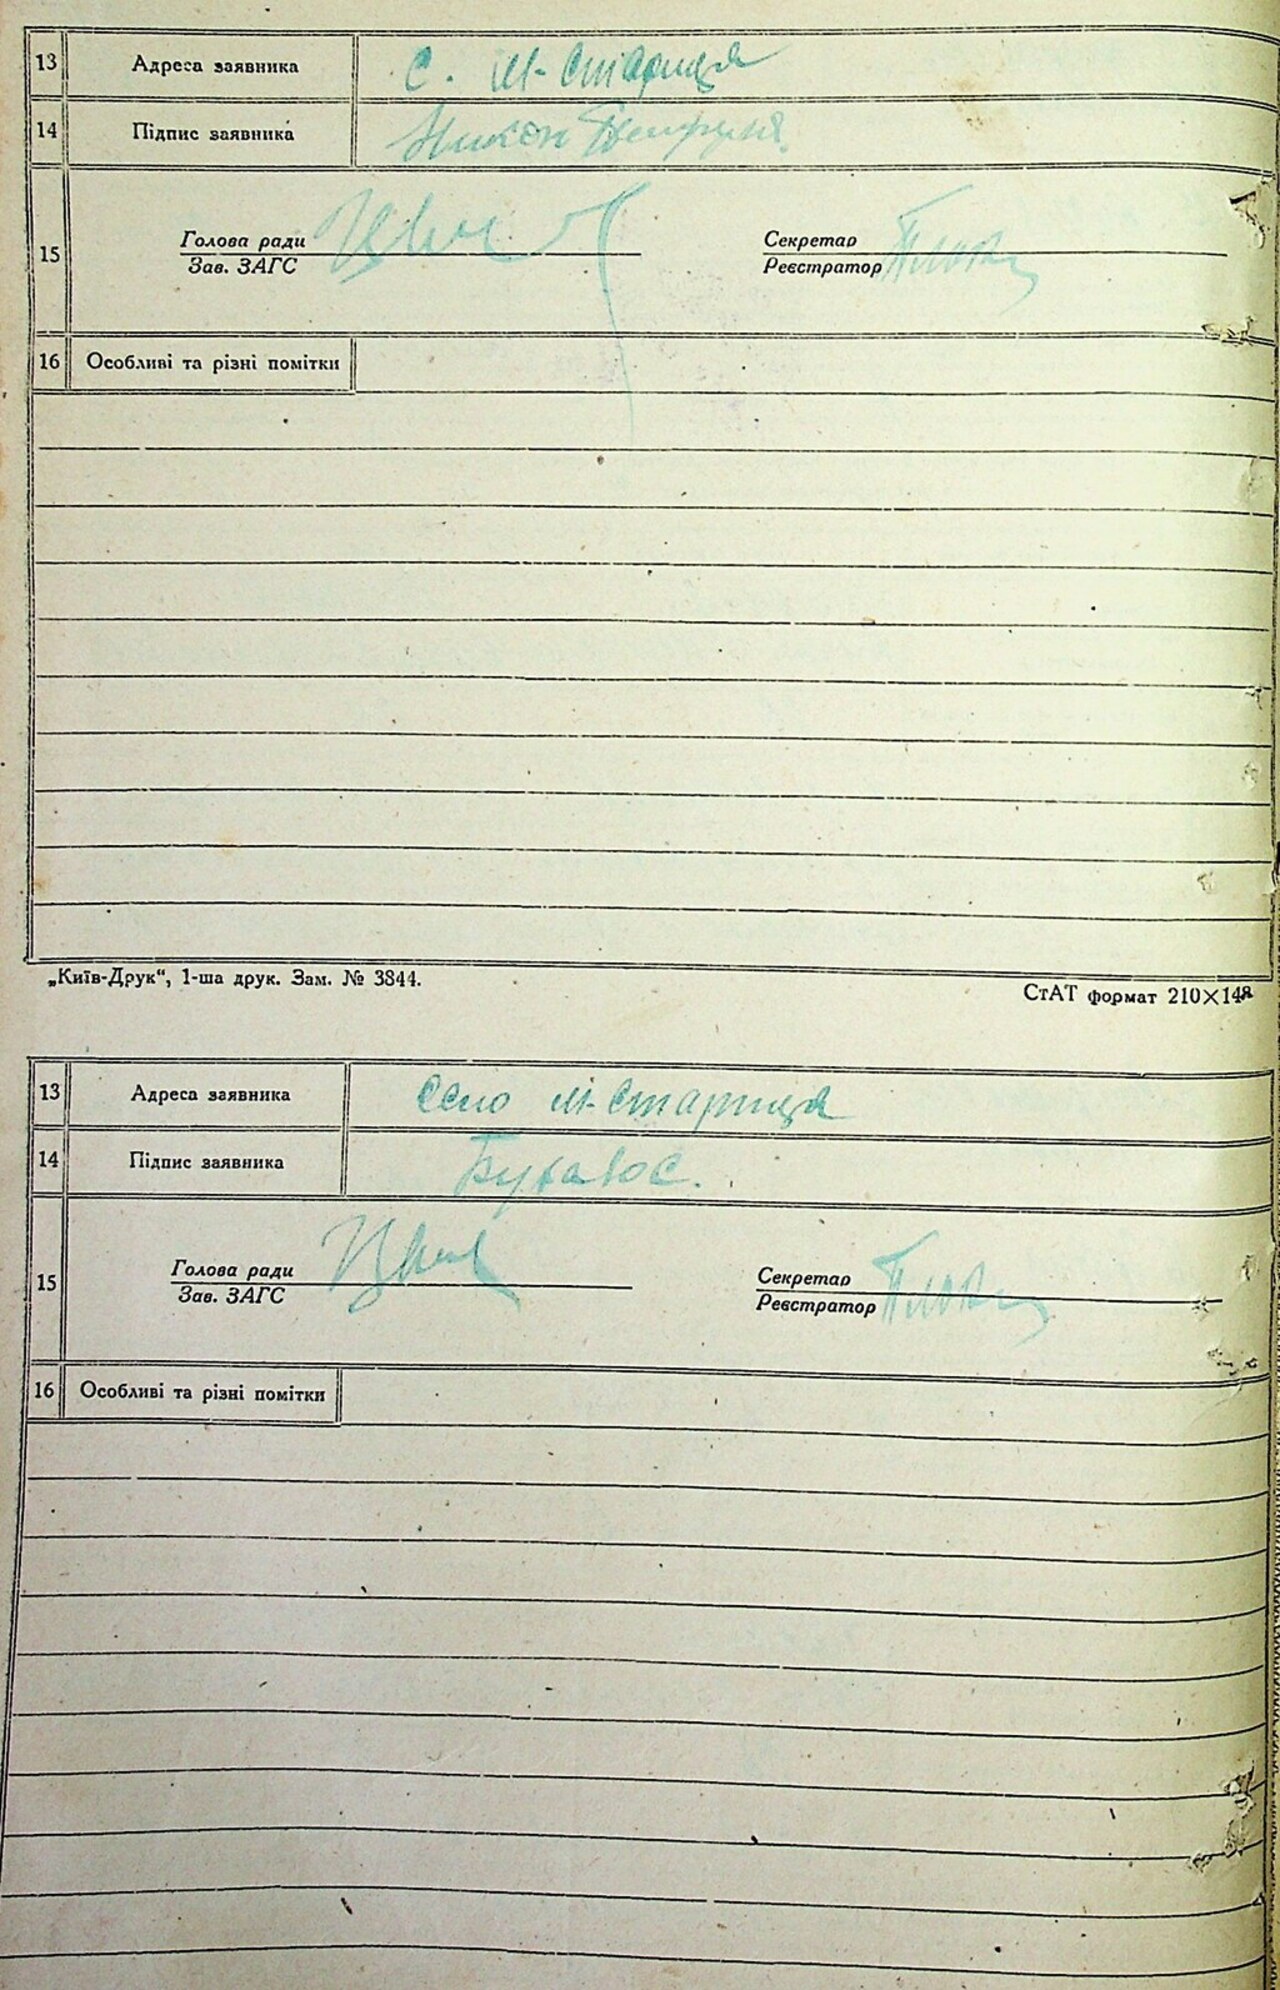 13 Адреса заявника с. М-Стариця
14 Підпис заявника Никон
15 Голова ради Секретар
Зав. ЗАГС Реєстратор
16 Особливі та різні помітки
„Київ-Друк“, 1-ша друк. Зам. № 3844.
СтАТ формат 210×148
13 Адреса заявника село М-Стариця
14 Підпис заявника
15 Голова ради Секретар
Зав. ЗАГС Реєстратор
16 Особливі та різні помітки